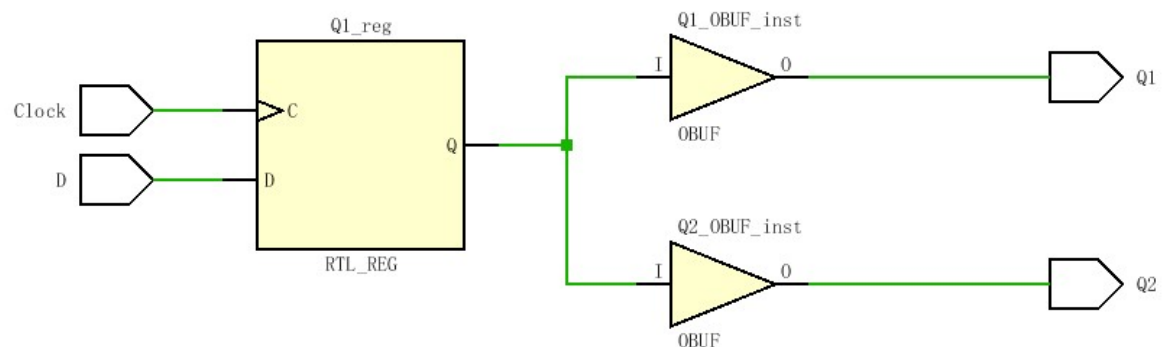 Q1_reg
Clock
C
D
D
Q
RTL_REG
Q1_OBUF_inst
I
O
OBUF
Q1
Q2_OBUF_inst
I
O
OBUF
Q2